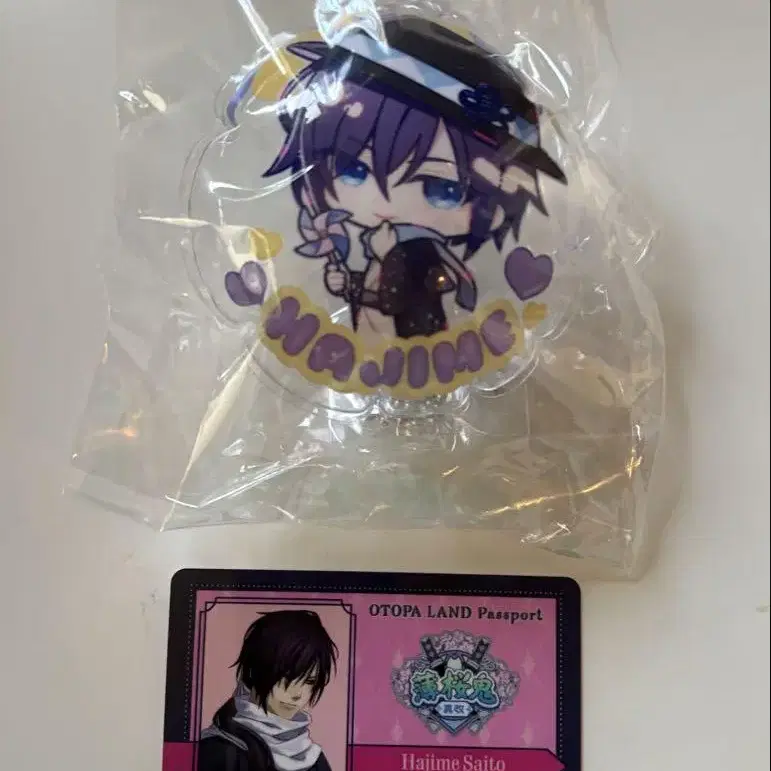 HAJIME
OTOPA LAND Passport
薄桜鬼
真改
Hajime Saito